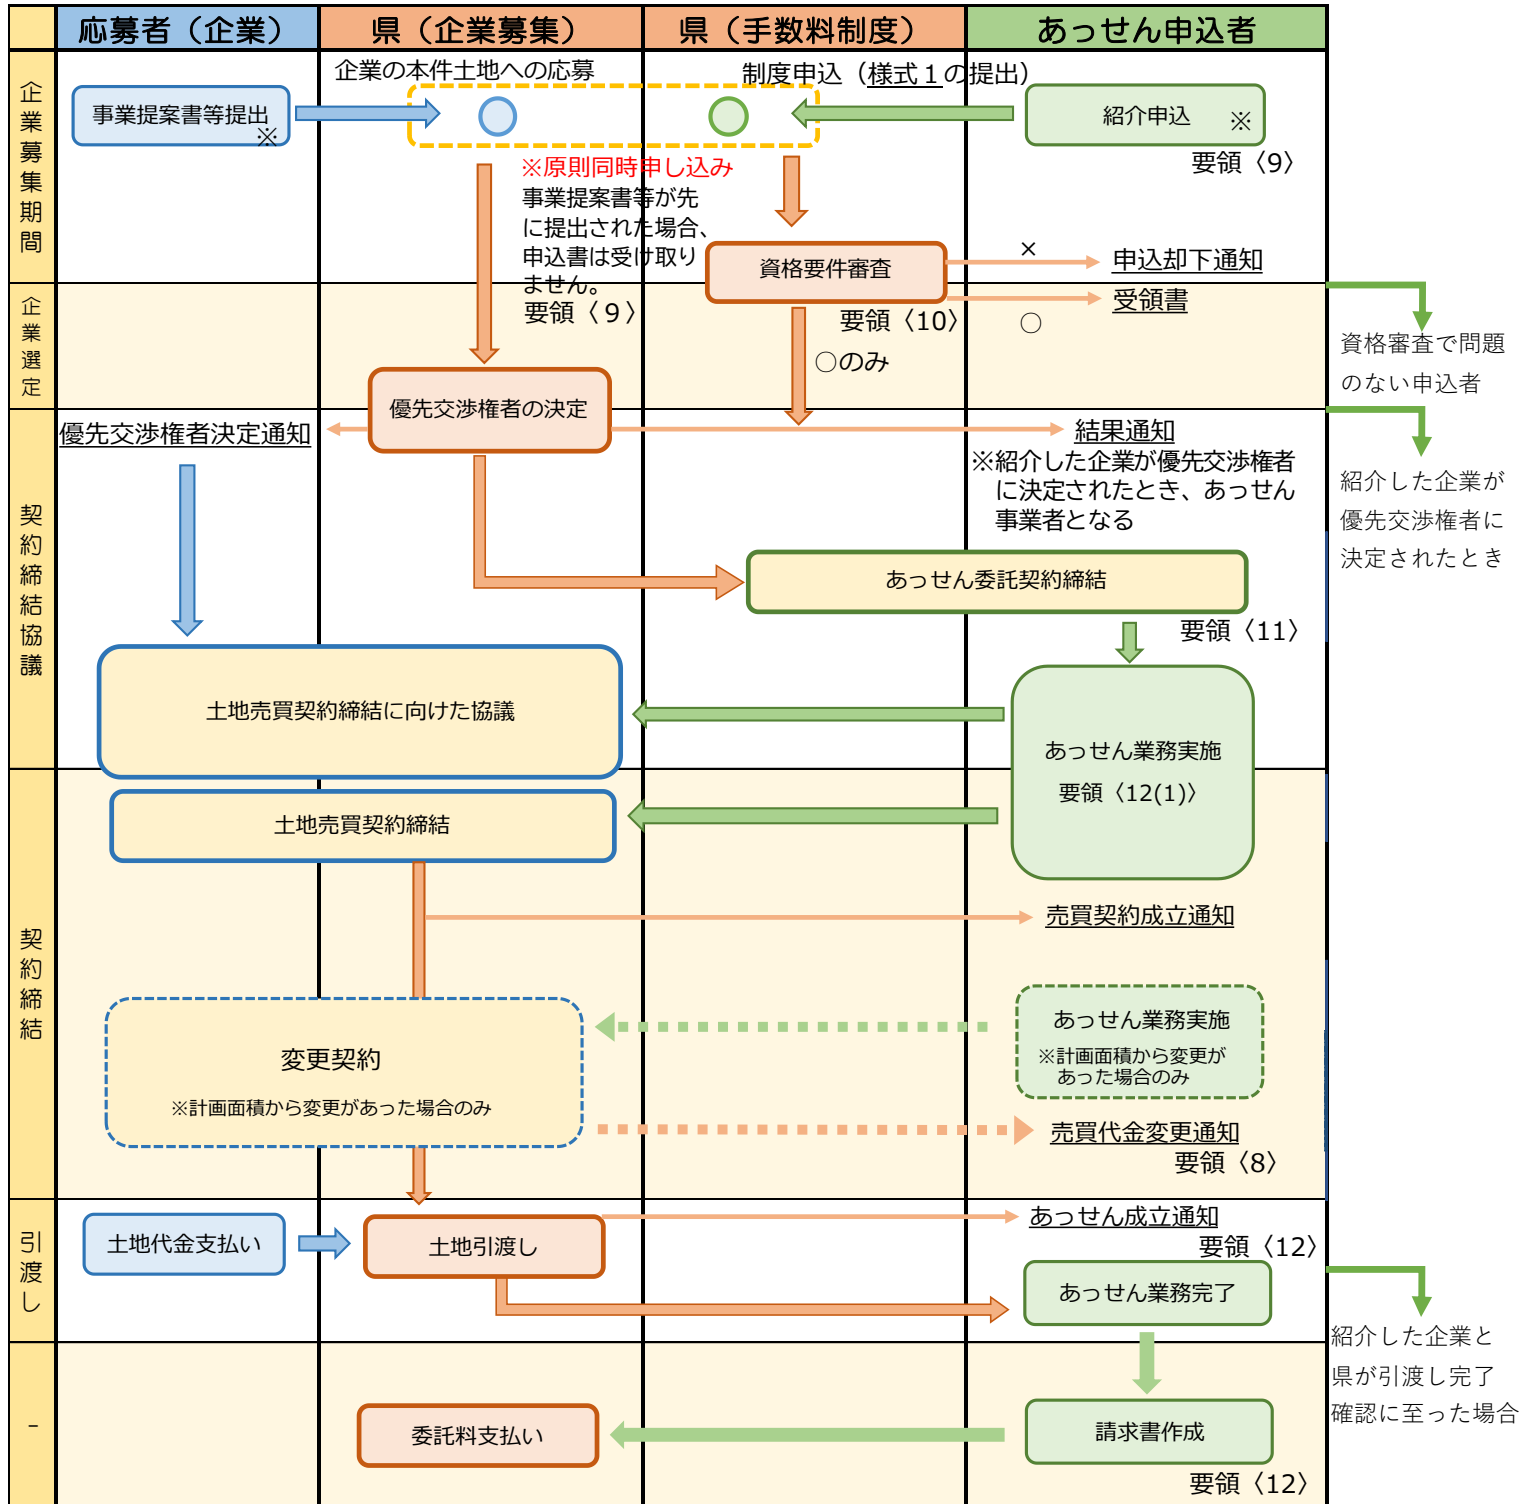 応募者（企業）
県（企業募集）
県（手数料制度）
あっせん申込者
企業募集期間
企業の本件土地への応募
制度申込（様式１の提出）
事業提案書等提出
※
紹介申込
※
要領〈9〉
※原則同時申し込み
事業提案書等が先
に提出された場合、
申込書は受け取り
ません。
要領〈９〉
資格要件審査
要領〈10〉
×
申込却下通知
受領書
○
資格審査で問題
のない申込者
企業選定
○のみ
優先交渉権者の決定
優先交渉権者決定通知
結果通知
※紹介した企業が優先交渉権者
に決定されたとき、あっせん
事業者となる
紹介した企業が
優先交渉権者に
決定されたとき
契約締結協議
あっせん委託契約締結
要領〈11〉
土地売買契約締結に向けた協議
あっせん業務実施
要領〈12(1)〉
土地売買契約締結
契約締結
売買契約成立通知
変更契約
※計画面積から変更があった場合のみ
あっせん業務実施
※計画面積から変更が
あった場合のみ
売買代金変更通知
要領〈8〉
引渡し
土地代金支払い
土地引渡し
あっせん成立通知
要領〈12〉
あっせん業務完了
紹介した企業と
県が引渡し完了
確認に至った場合
-
委託料支払い
請求書作成
要領〈12〉